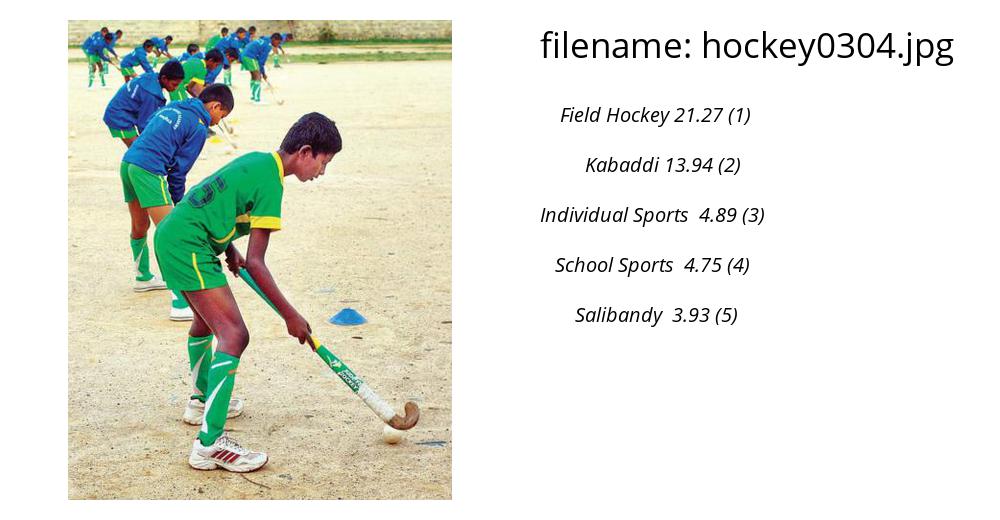 filename: hockey0304.jpg
Field Hockey 21.27 (1)
Kabaddi 13.94 (2)
Individual Sports 4.89 (3)
School Sports 4.75 (4)
Salibandy 3.93 (5)